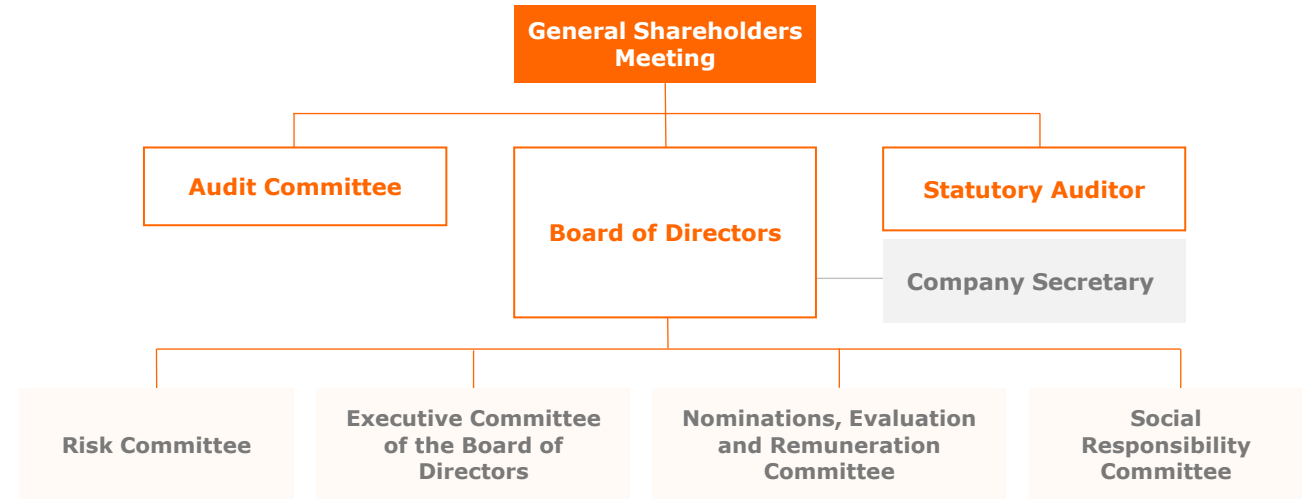 General Shareholders
Meeting
Audit Committee
Board of Directors
Statutory Auditor
Company Secretary
Risk Committee
Executive Committee
of the Board of
Directors
Nominations, Evaluation
and Remuneration
Committee
Social
Responsibility
Committee